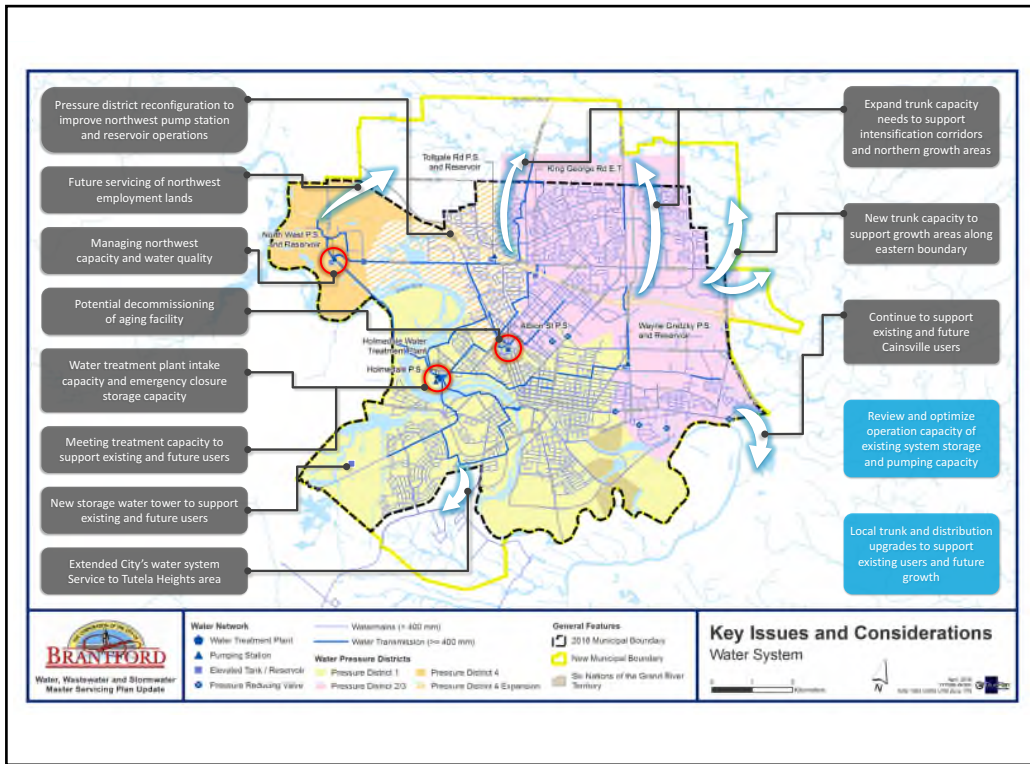 Pressure district reconfiguration to
improve northwest pump station
and reservoir operations
Future servicing of northwest
employment lands
Managing northwest
capacity and water quality
Potential decommissioning
of aging facility
Water treatment plant intake
capacity and emergency closure
storage capacity
Meeting treatment capacity to
support existing and future users
New storage water tower to support
existing and future users
Extended City's water system
Service to Tutela Heights area
Tollgate Rd P.S.
and Reservoir
King George Rd E.T.
North West P.S.
and Reservoir
Albion St P.S.
Holmedale Water
Treatment Plant
Holmedale P.S.
Wayne Gretzky P.S.
and Reservoir
Expand trunk capacity
needs to support
intensification corridors
and northern growth areas
New trunk capacity to
support growth areas along
eastern boundary
Continue to support
existing and future
Cainsville users
Review and optimize
operation capacity of
existing system storage
and pumping capacity
Local trunk and distribution
upgrades to support
existing users and future
growth
THE CORPORATION OF THE CITY OF
BRANTFORD
Water, Wastewater and Stormwater
Master Servicing Plan Update
Water Network
Water Treatment Plant
Pumping Station
Elevated Tank / Reservoir
Pressure Reducing Valve
Watermains (< 400 mm)
Water Transmission (>= 400 mm)
Water Pressure Districts
Pressure District 1
Pressure District 2/3
Pressure District 4
Pressure District 4 Expansion
General Features
2016 Municipal Boundary
New Municipal Boundary
Six Nations of the Grand River
Territory
Key Issues and Considerations
Water System
Kilometers
N